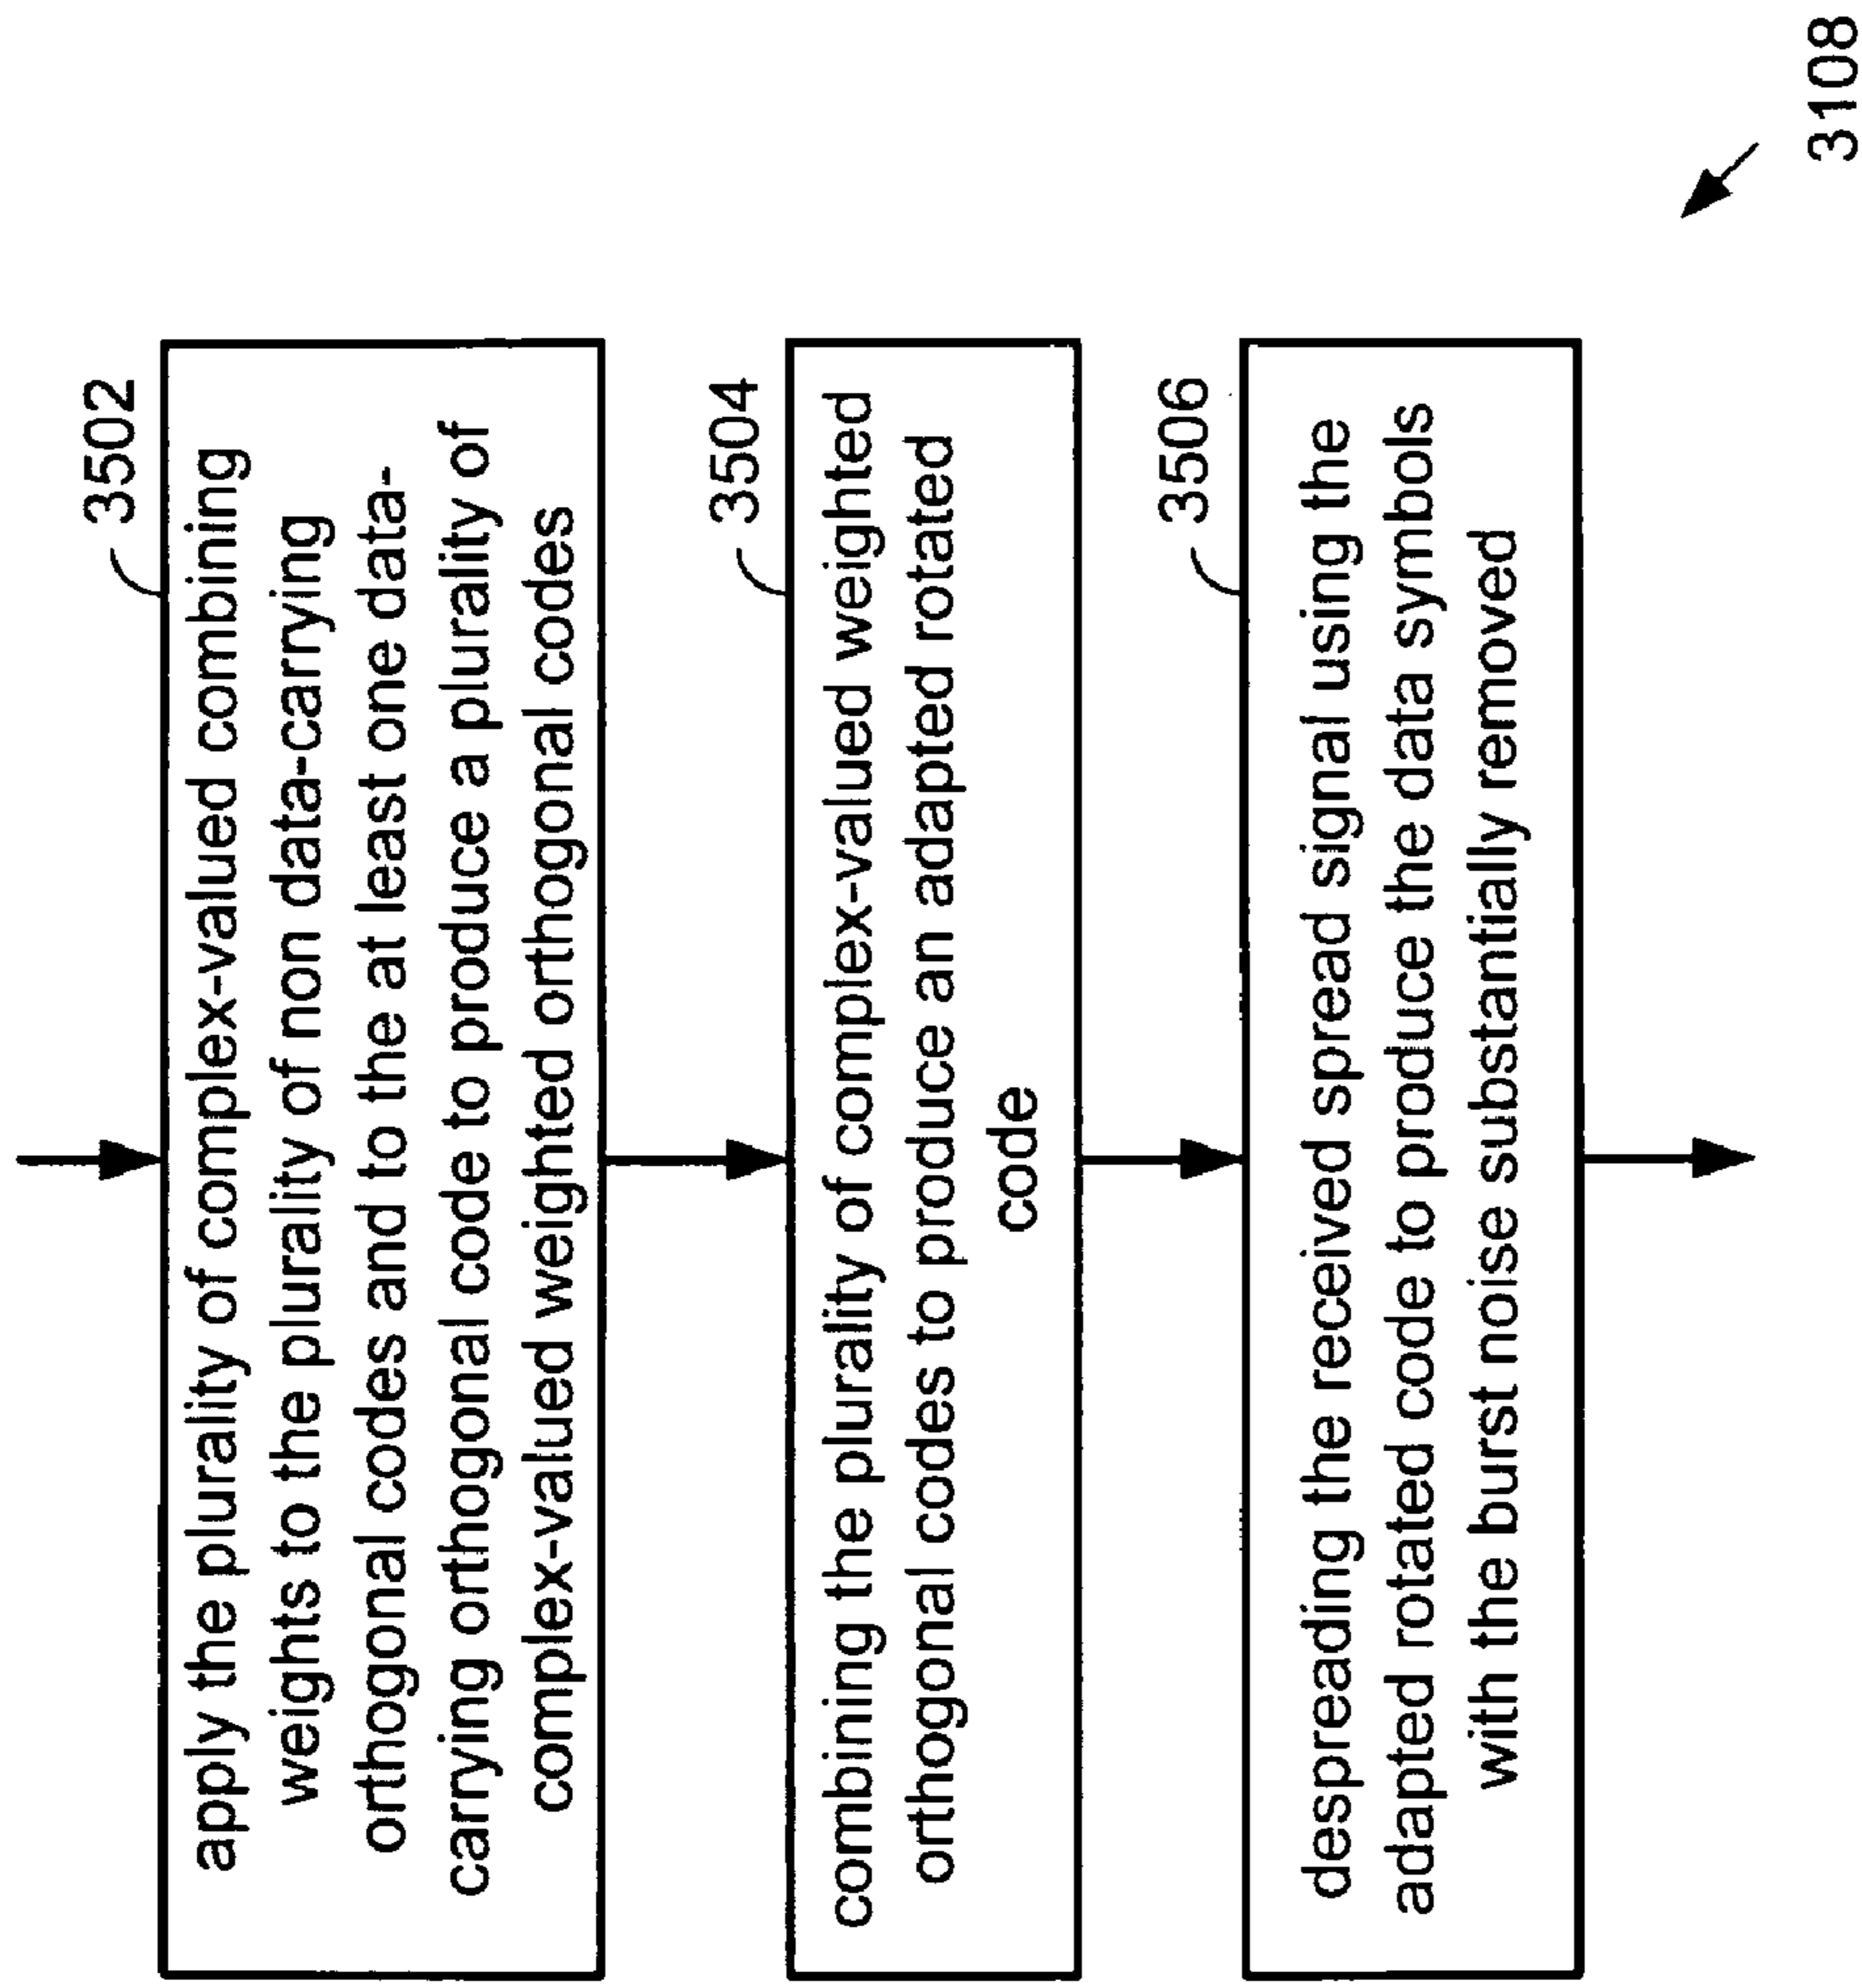 3502
apply the plurality of complex-valued combining
weights to the plurality of non data-carrying
orthogonal codes and to the at least one data-
carrying orthogonal code to produce a plurality of
complex-valued weighted orthogonal codes
3504
combining the plurality of complex-valued weighted
orthogonal codes to produce an adapted rotated
code
3506
despreading the received spread signal using the
adapted rotated code to produce the data symbols
with the burst noise substantially removed
3108